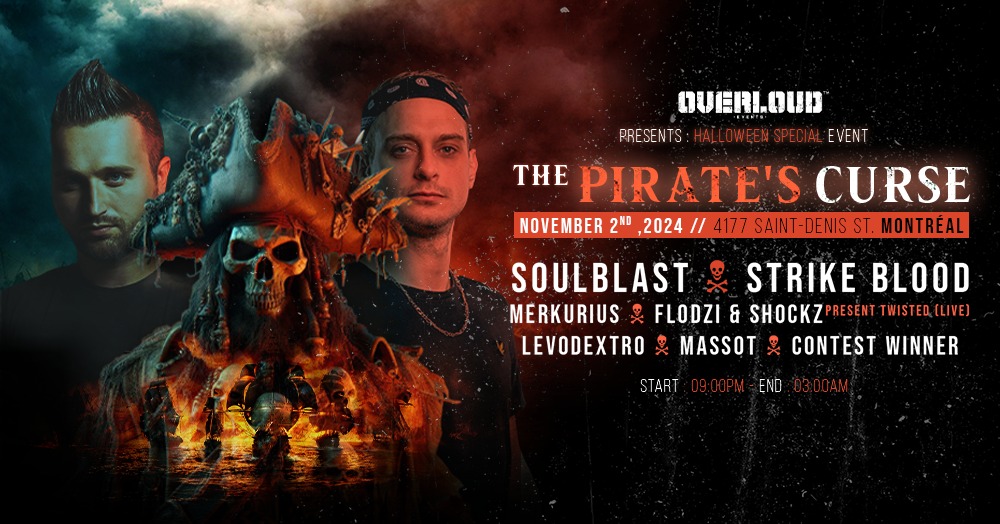 OVERLOUD™
EVENTS
PRESENTS : HALLOWEEN SPECIAL EVENT
THE PIRATE'S CURSE
NOVEMBER 2ND ,2024 // 4177 SAINT-DENIS ST. MONTRÉAL
SOULBLAST STRIKE BLOOD
MERKURIUS FLODZI & SHOCKZ PRESENT TWISTED (LIVE)
LEVODEXTRO MASSOT CONTEST WINNER
START : 09:00PM - END : 03:00AM